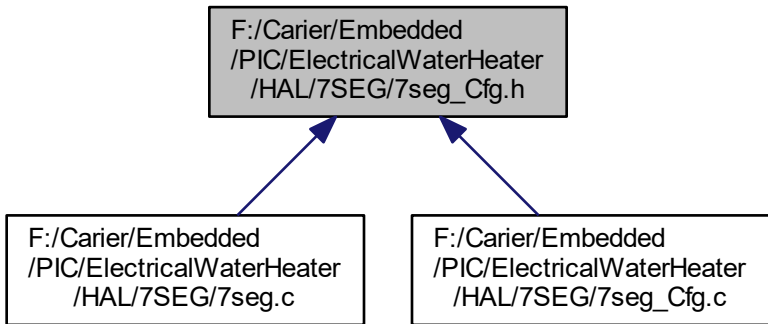 F:/Carier/Embedded
/PIC/ElectricalWaterHeater
/HAL/7SEG/7seg_Cfg.h
F:/Carier/Embedded
/PIC/ElectricalWaterHeater
/HAL/7SEG/7seg.c
F:/Carier/Embedded
/PIC/ElectricalWaterHeater
/HAL/7SEG/7seg_Cfg.c